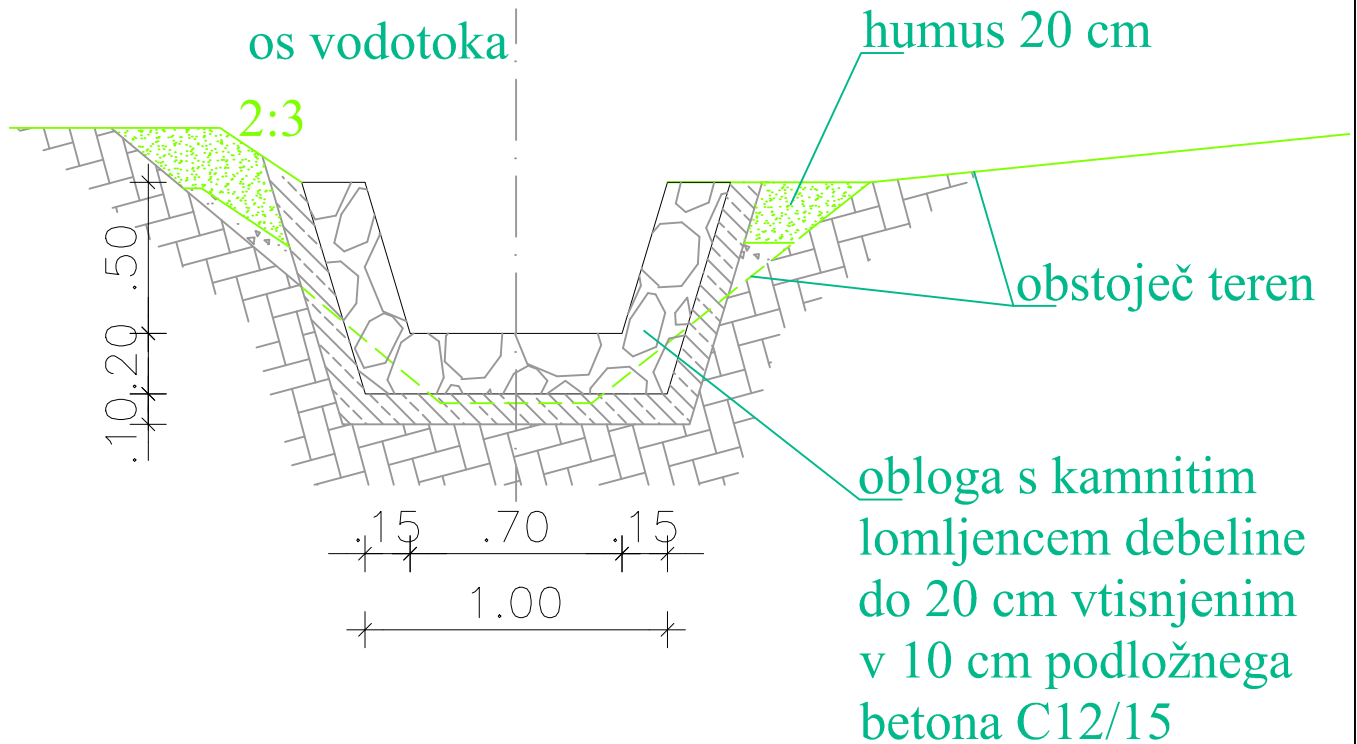 os vodotoka
humus 20 cm
2:3
obstoječ teren
.50
.20
.10
obloga s kamnitim
lomljencem debeline
do 20 cm vtisnjenim
v 10 cm podložnega
betona C12/15
.15 .70 .15
1.00